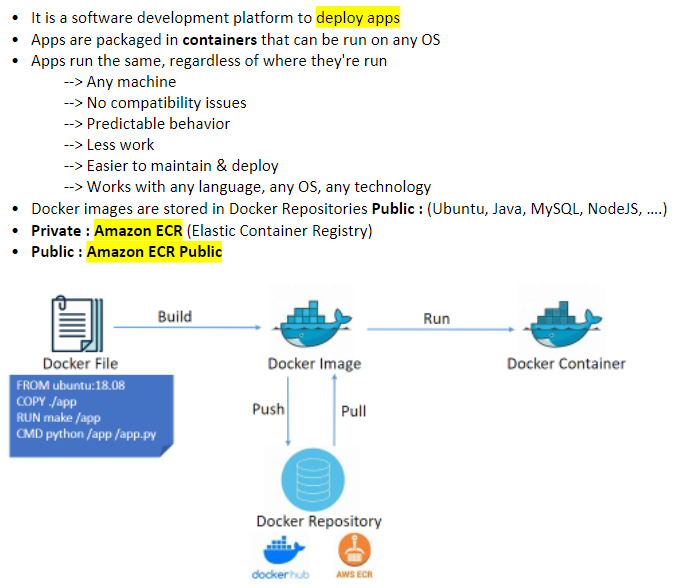 • It is a software development platform to deploy apps
• Apps are packaged in containers that can be run on any OS
• Apps run the same, regardless of where they're run
--> Any machine
--> No compatibility issues
--> Predictable behavior
--> Less work
--> Easier to maintain & deploy
--> Works with any language, any OS, any technology
• Docker images are stored in Docker Repositories Public : (Ubuntu, Java, MySQL, NodeJS, ....)
• Private : Amazon ECR (Elastic Container Registry)
• Public : Amazon ECR Public
Build
Run
Docker File
Docker Image
Docker Container
FROM ubuntu:18.08
COPY ./app
RUN make /app
CMD python /app /app.py
Push
Pull
Docker Repository
dockerhub
AWS ECR